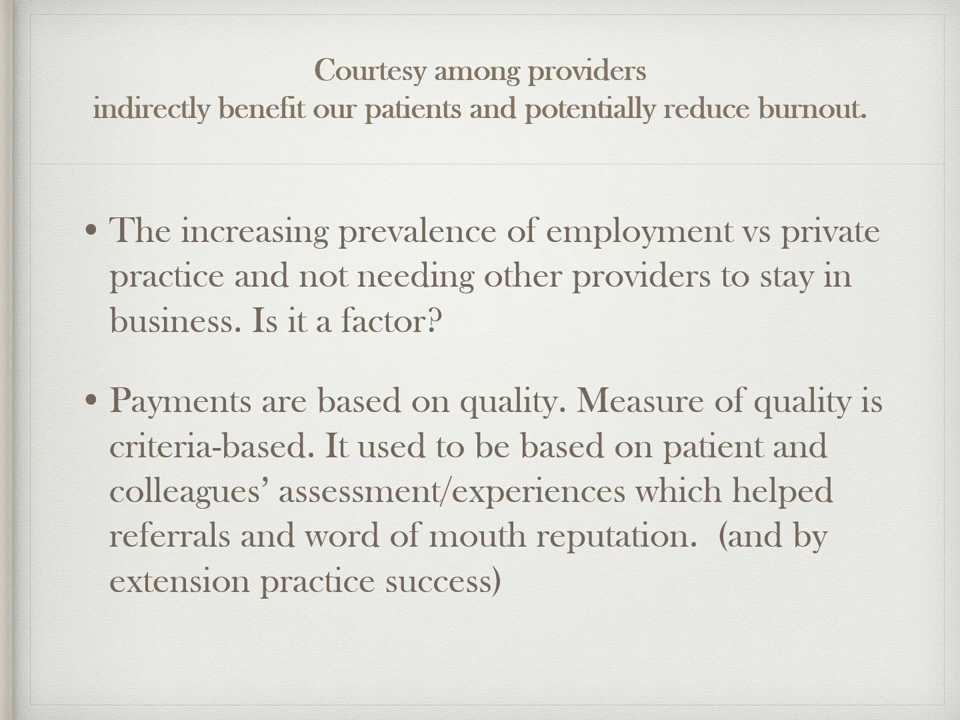 Courtesy among providers
indirectly benefit our patients and potentially reduce burnout.
• The increasing prevalence of employment vs private
practice and not needing other providers to stay in
business. Is it a factor?
• Payments are based on quality. Measure of quality is
criteria-based. It used to be based on patient and
colleagues’ assessment/experiences which helped
referrals and word of mouth reputation.  (and by
extension practice success)